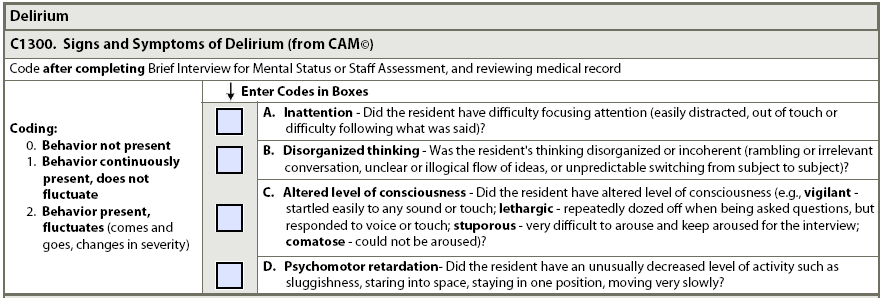 Delirium
C1300. Signs and Symptoms of Delirium (from CAM©)
Code after completing Brief Interview for Mental Status or Staff Assessment, and reviewing medical record
Coding:
0. Behavior not present
1. Behavior continuously
present, does not
fluctuate
2. Behavior present,
fluctuates (comes and
goes, changes in severity)
↓ Enter Codes in Boxes
A. Inattention - Did the resident have difficulty focusing attention (easily distracted, out of touch or
difficulty following what was said)?
B. Disorganized thinking - Was the resident's thinking disorganized or incoherent (rambling or irrelevant
conversation, unclear or illogical flow of ideas, or unpredictable switching from subject to subject)?
C. Altered level of consciousness - Did the resident have altered level of consciousness (e.g., vigilant -
startled easily to any sound or touch; lethargic - repeatedly dozed off when being asked questions, but
responded to voice or touch; stuporous - very difficult to arouse and keep aroused for the interview;
comatose - could not be aroused)?
D. Psychomotor retardation- Did the resident have an unusually decreased level of activity such as
sluggishness, staring into space, staying in one position, moving very slowly?